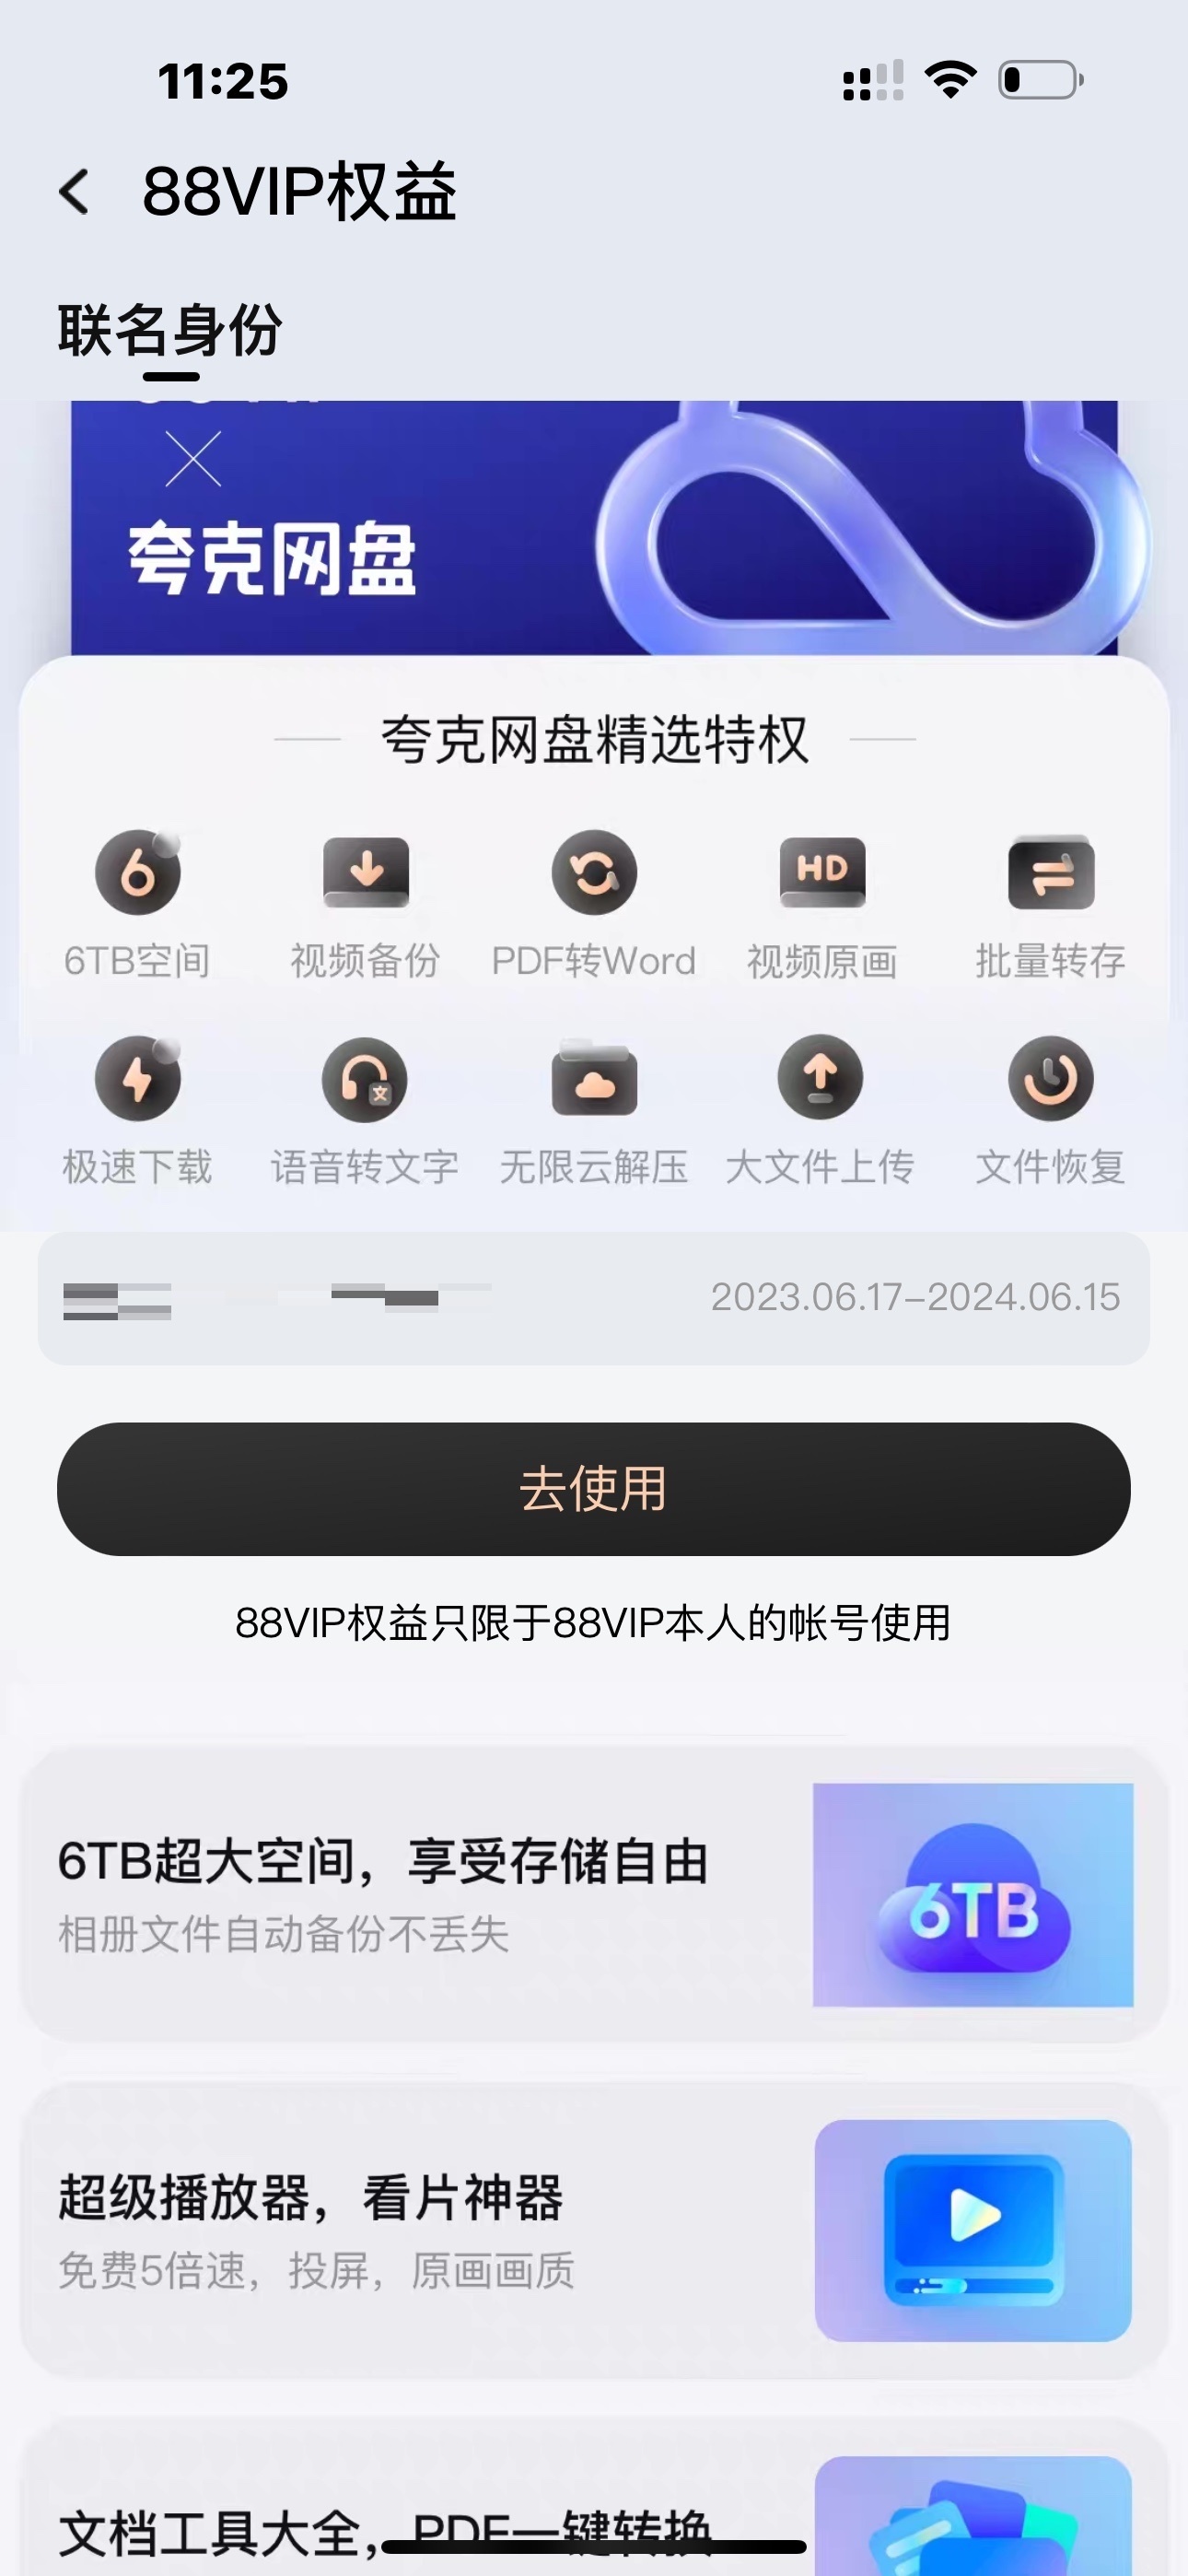 11:25
88VIP权益
联名身份
夸克网盘
夸克网盘精选特权
6
HD
6TB空间 视频备份 PDF转Word 视频原画 批量转存
文
极速下载 语音转文字 无限云解压 大文件上传 文件恢复
2023.06.17-2024.06.15
去使用
88VIP权益只限于88VIP本人的帐号使用
6TB超大空间，享受存储自由
相册文件自动备份不丢失
6TB
超级播放器，看片神器
免费5倍速，投屏，原画画质
文档工具大全，PDF一键转换